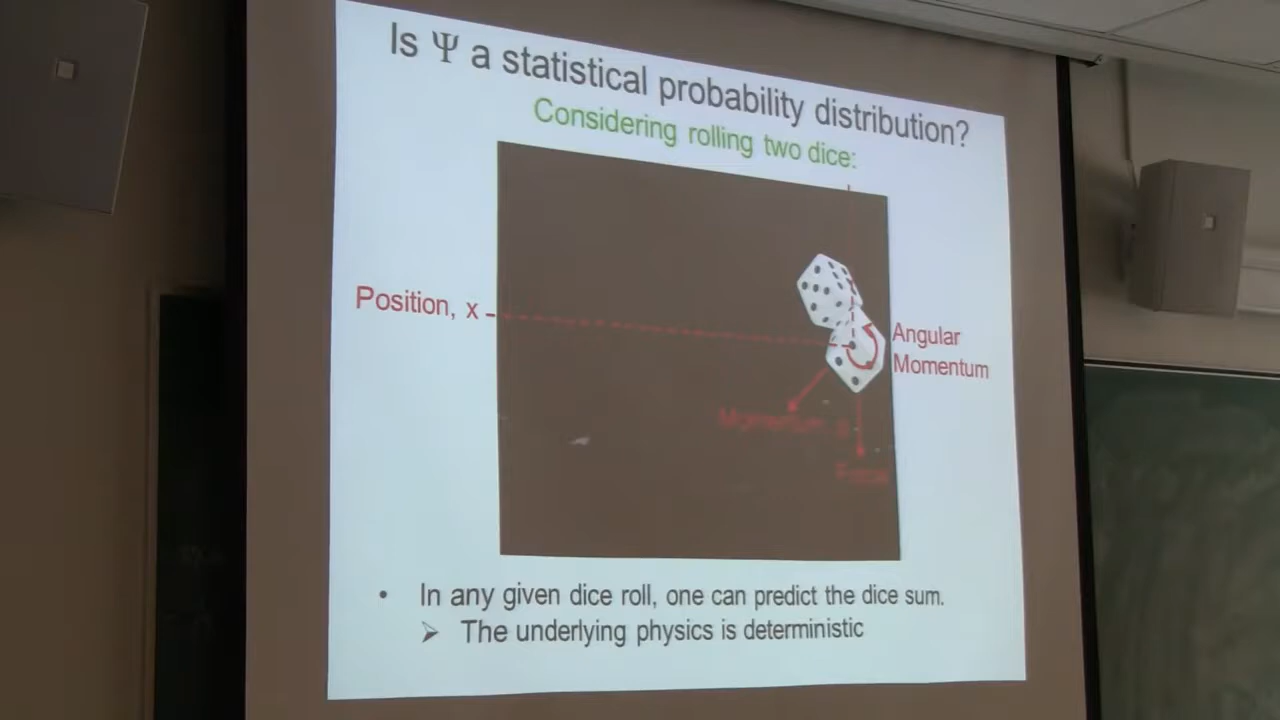 Is Ψ a statistical probability distribution?
Considering rolling two dice:
Position, x
Angular
Momentum
Momentum,
Force
• In any given dice roll, one can predict the dice sum.
➢ The underlying physics is deterministic